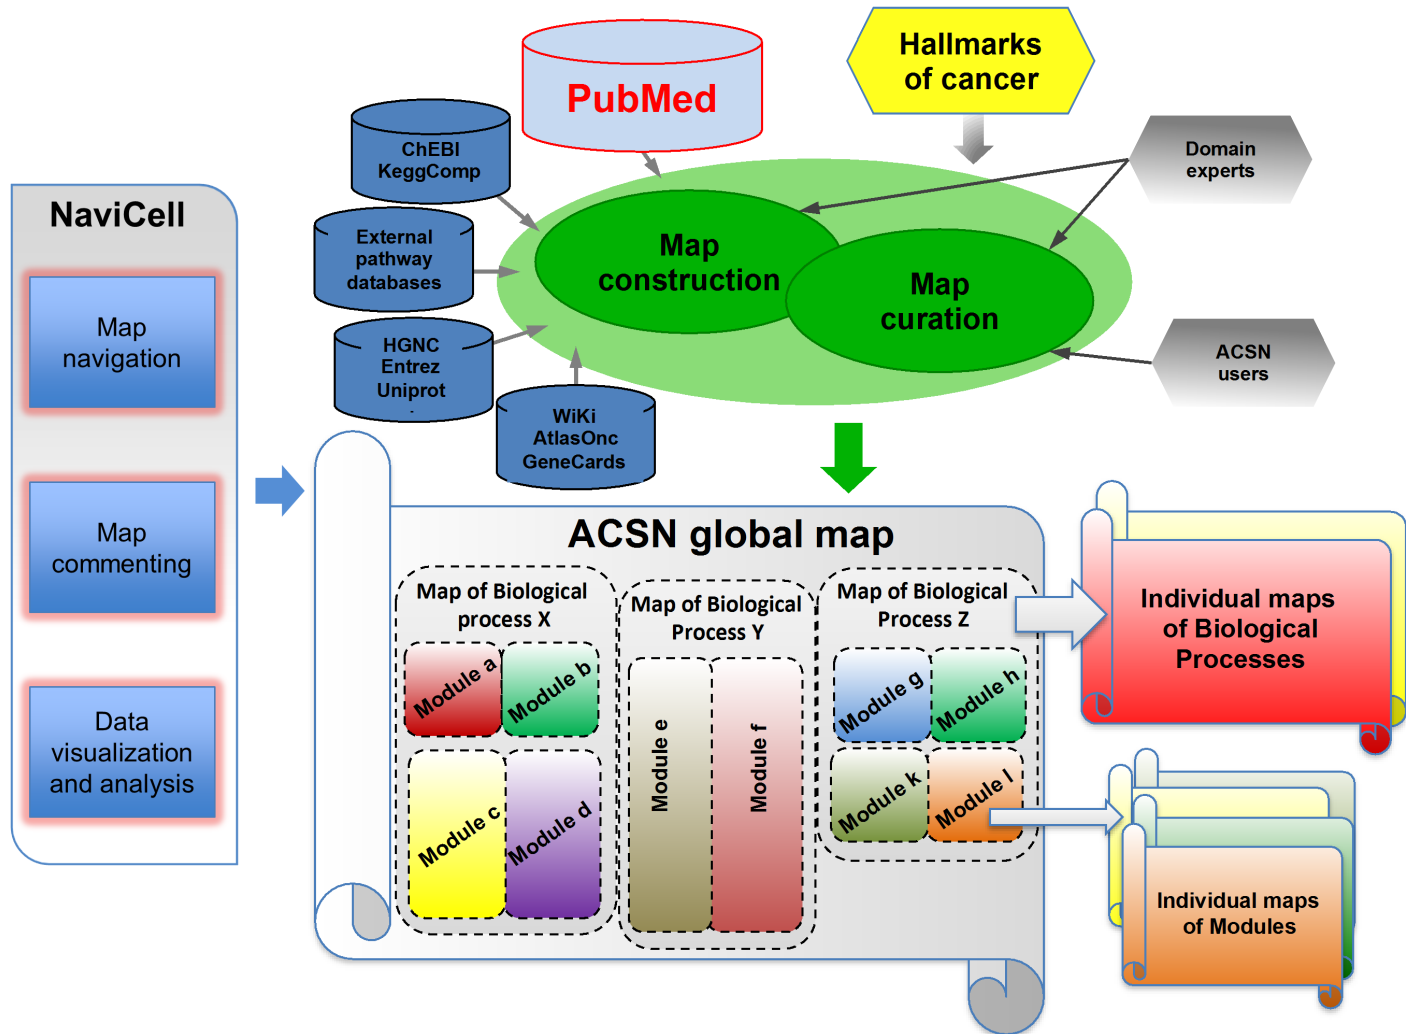 Hallmarks
of cancer
PubMed
ChEBI
KeggComp
Domain
experts
NaviCell
External
pathway
databases
Map
construction
Map
curation
Map
navigation
HGNC
Entrez
Uniprot
.
ACSN
users
WiKi
AtlasOnc
GeneCards
Map
commenting
ACSN global map
Map of Biological
process X
Map of Biological
Process Y
Map of Biological
Process Z
Individual maps
of Biological
Processes
Module a
Module b
Module c
Module d
Module e
Module f
Module g
Module h
Module k
Module l
Data
visualization
and analysis
Individual maps
of Modules